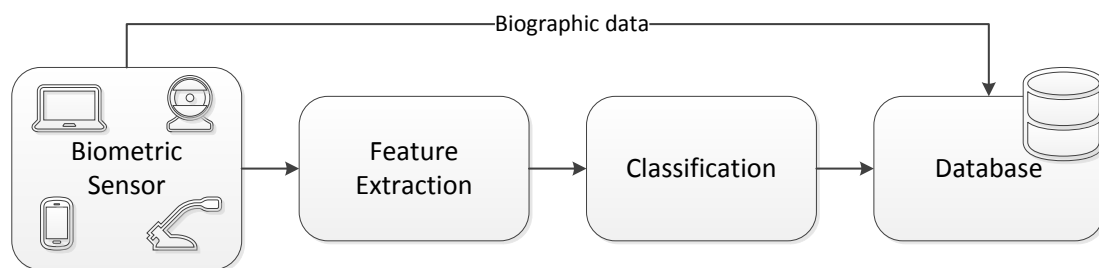 Biographic data
Biometric
Sensor
Feature
Extraction
Classification
Database